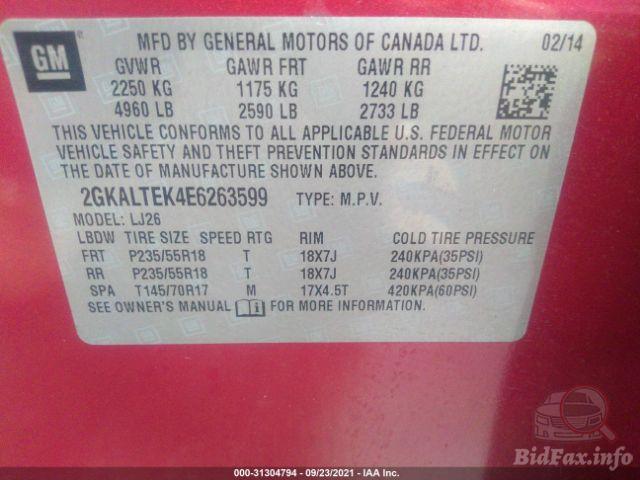 GM
MFD BY GENERAL MOTORS OF CANADA LTD. 02/14
GVWR GAWR FRT GAWR RR
2250 KG 1175 KG 1240 KG
4960 LB 2590 LB 2733 LB
THIS VEHICLE CONFORMS TO ALL APPLICABLE U.S. FEDERAL MOTOR
VEHICLE SAFETY AND THEFT PREVENTION STANDARDS IN EFFECT ON
THE DATE OF MANUFACTURE SHOWN ABOVE.
2GKALTEK4E6263599 TYPE: M.P.V.
MODEL: LJ26
LBDW TIRE SIZE SPEED RTG RIM COLD TIRE PRESSURE
FRT P235/55R18 T 18X7J 240KPA(35PSI)
RR P235/55R18 T 18X7J 240KPA(35PSI)
SPA T145/70R17 M 17X4.5T 420KPA(60PSI)
SEE OWNER'S MANUAL FOR MORE INFORMATION.
BidFax.info
000-31304794 - 09/23/2021 - IAA Inc.